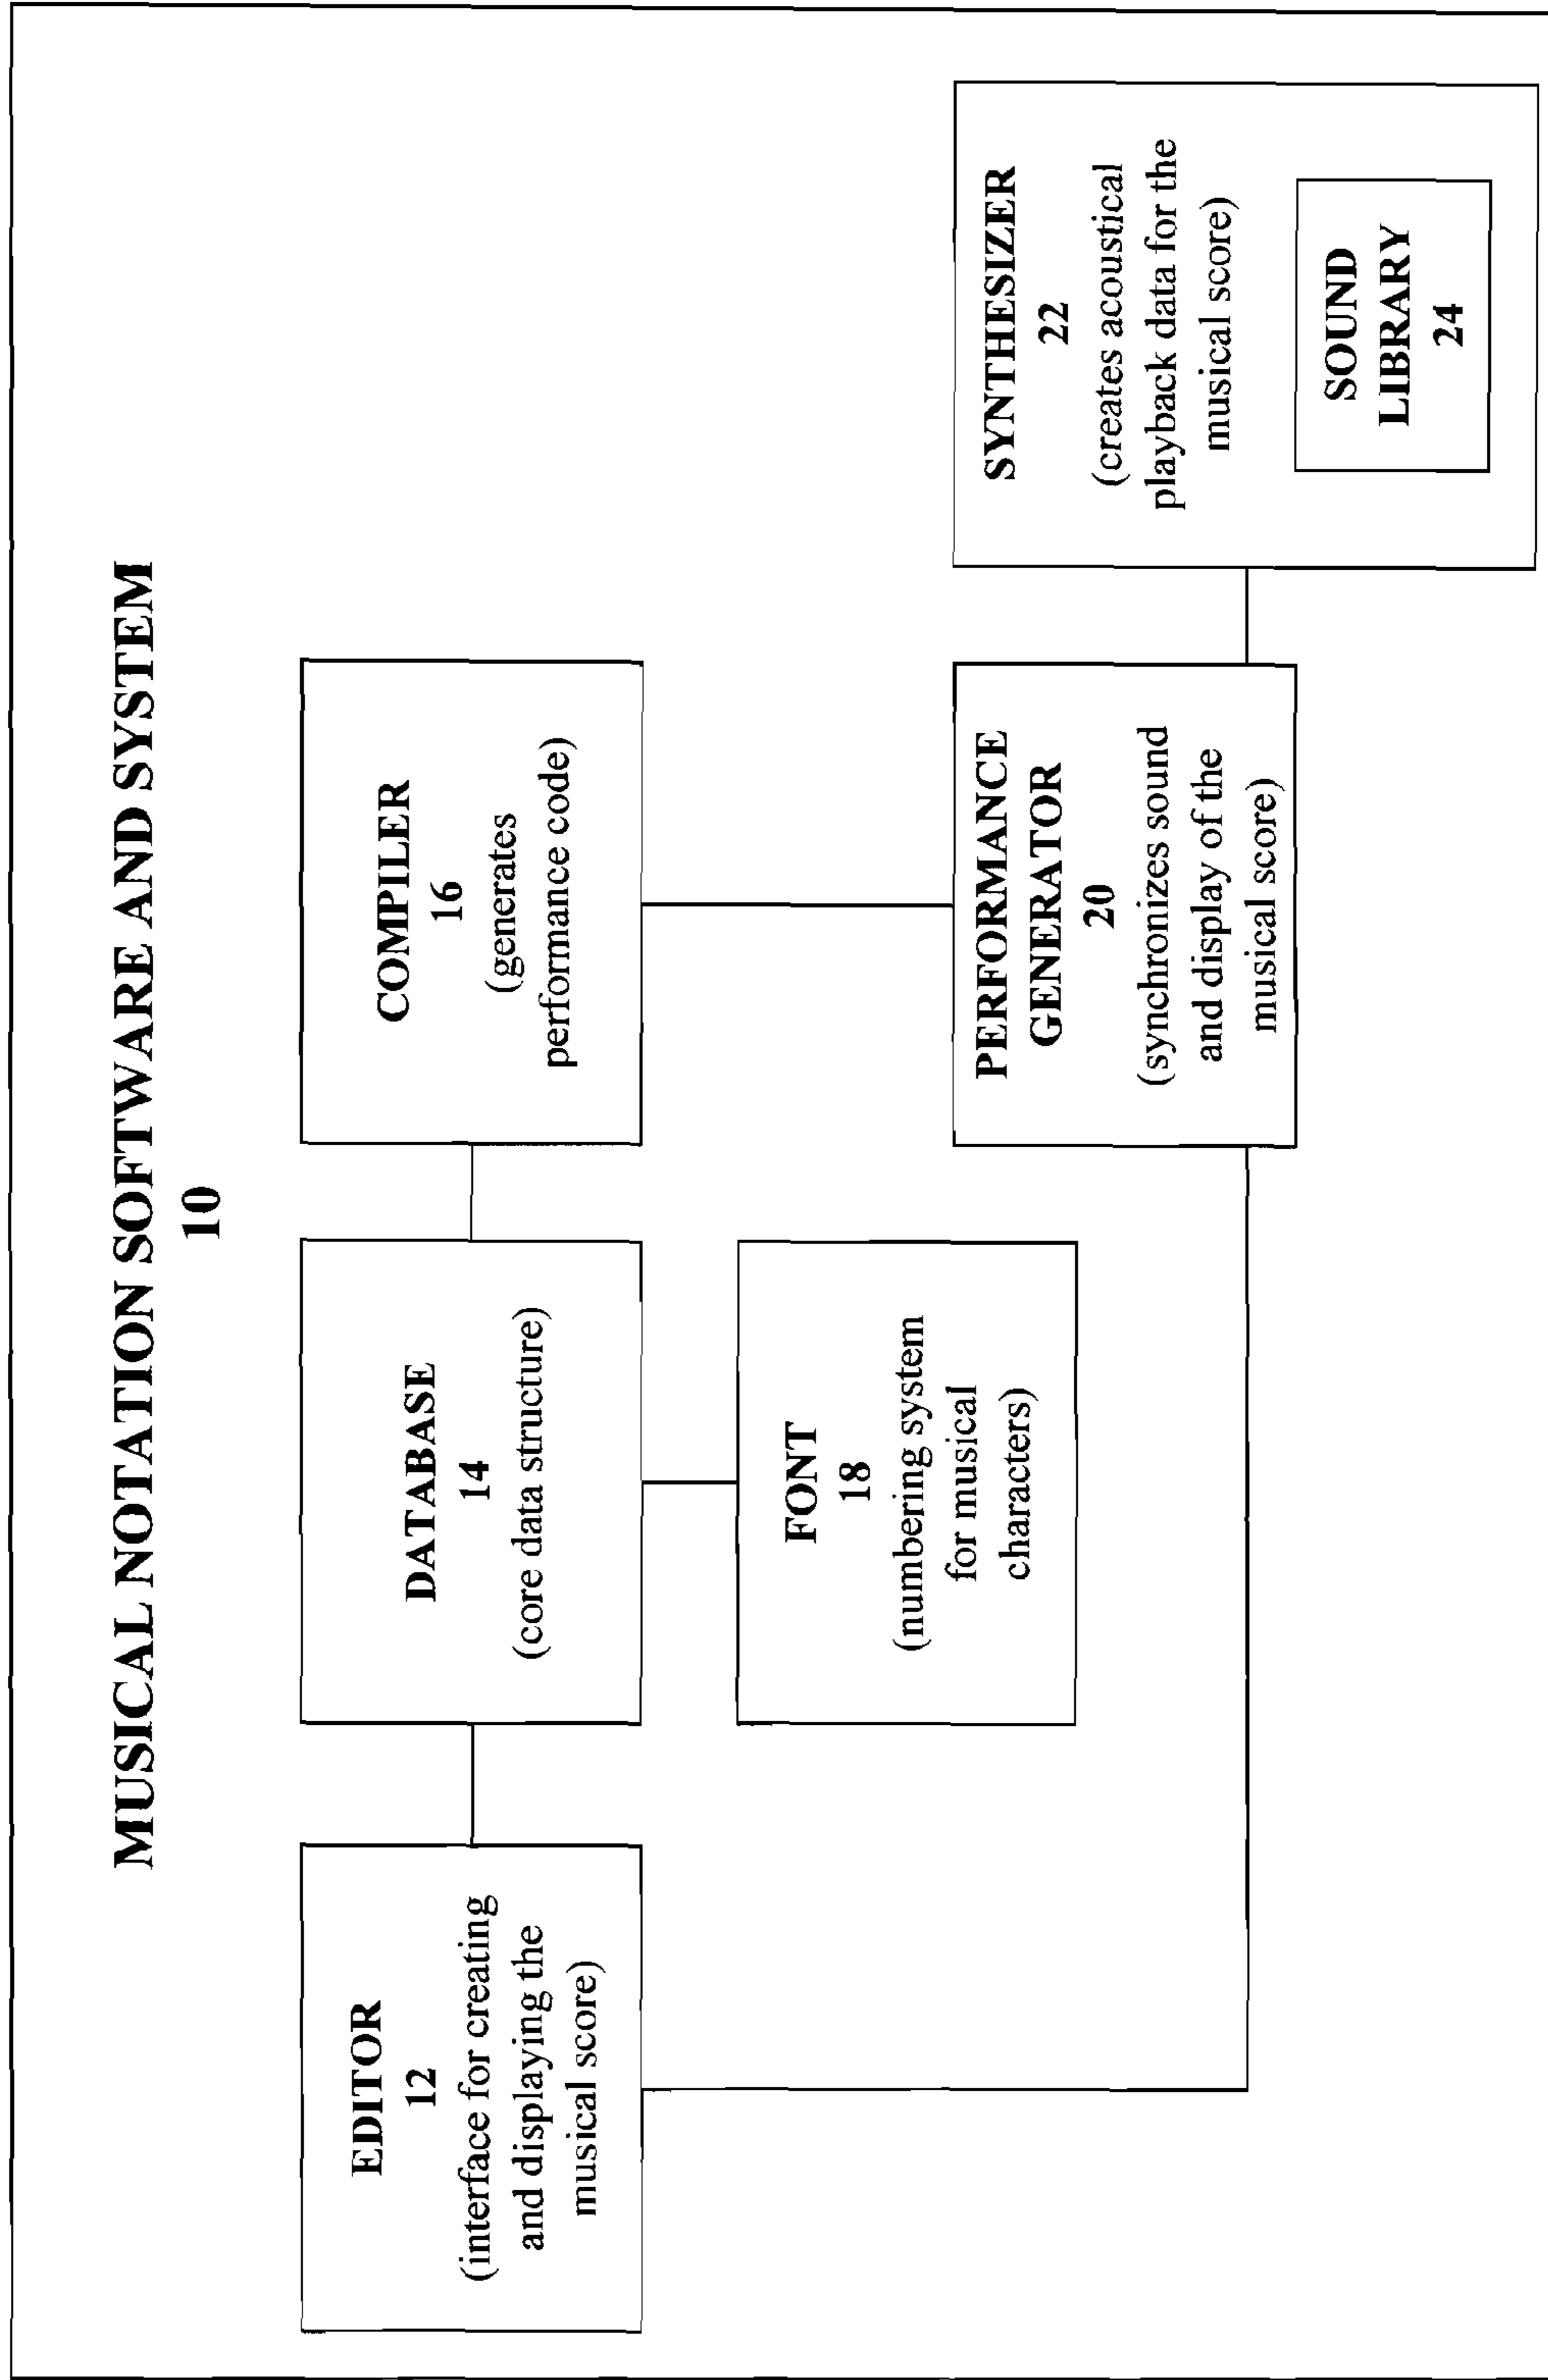 MUSICAL NOTATION SOFTWARE AND SYSTEM
10
EDITOR
12
(interface for creating
and displaying the
musical score)
DATABASE
14
(core data structure)
COMPILER
16
(generates
performance code)
FONT
18
(numbering system
for musical
characters)
PERFORMANCE
GENERATOR
20
(synchronizes sound
and display of the
musical score)
SYNTHESIZER
22
(creates acoustical
playback data for the
musical score)
SOUND
LIBRARY
24